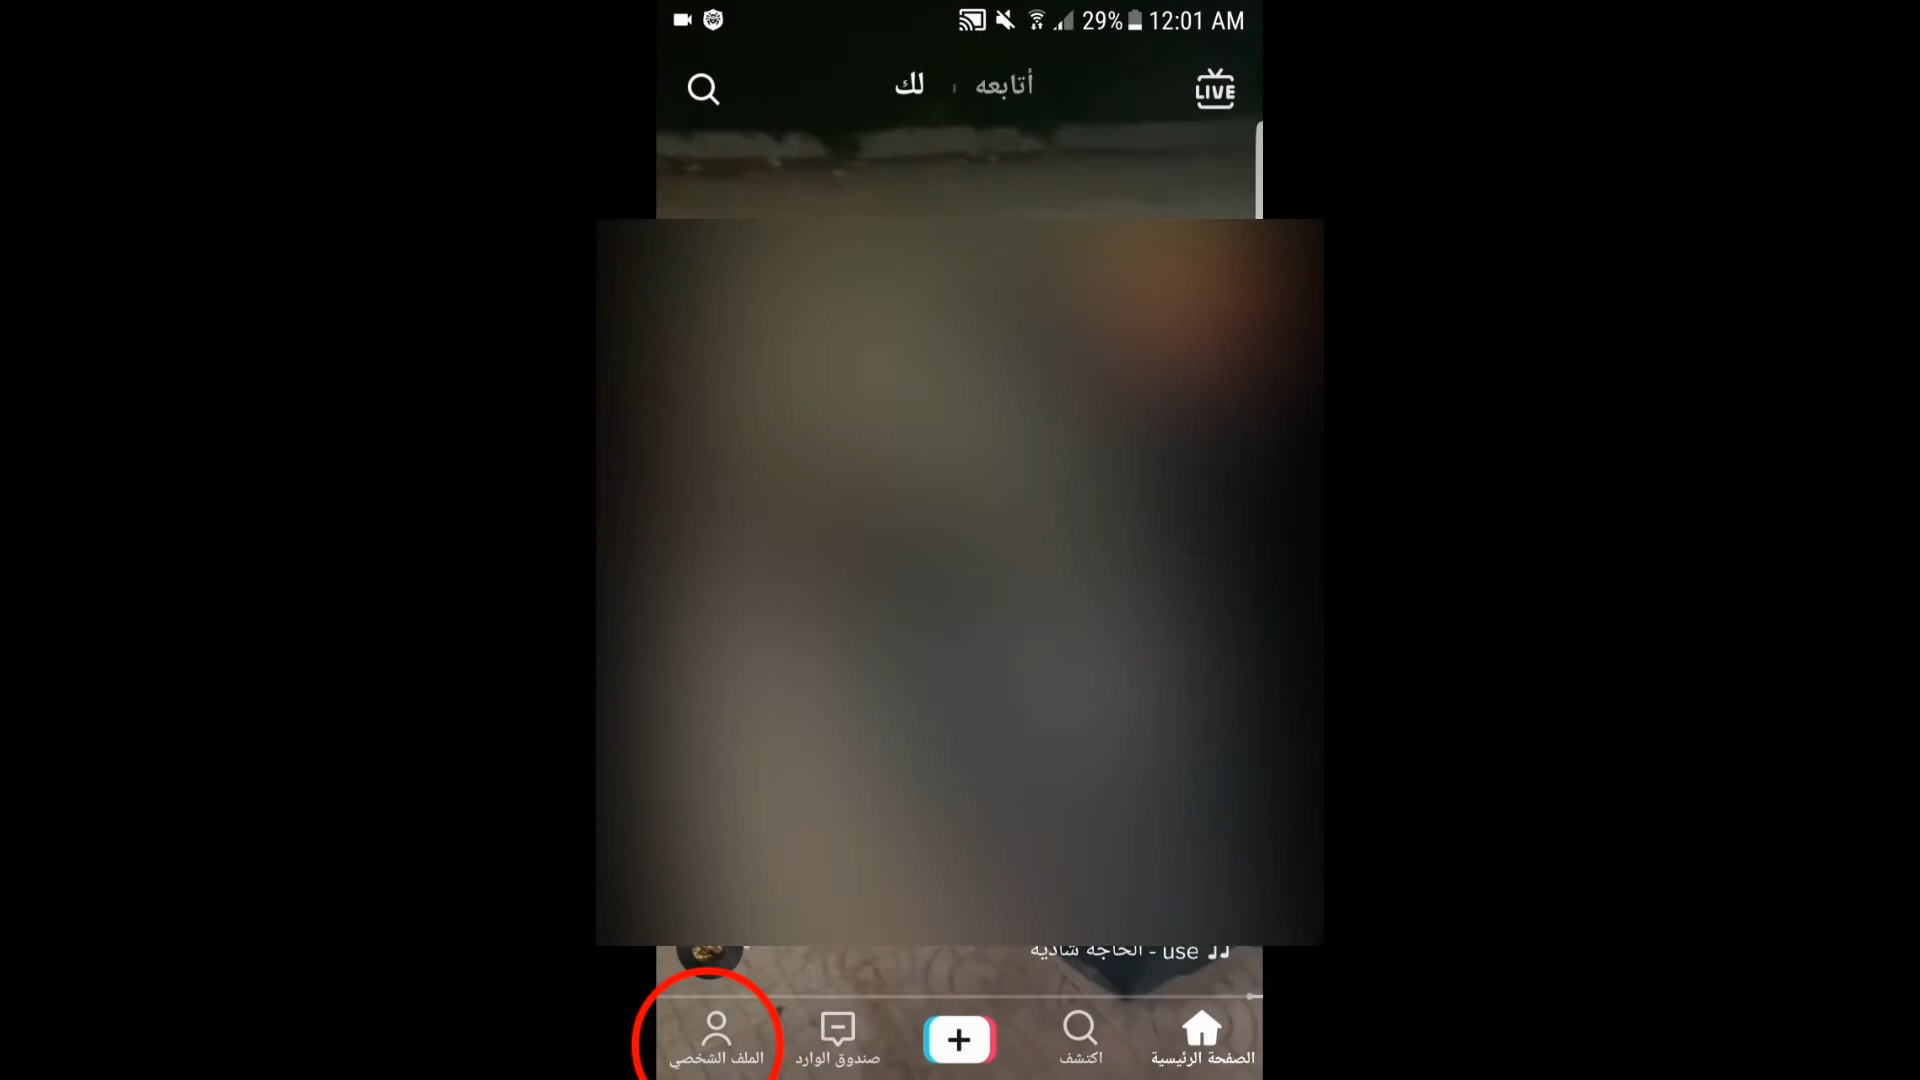 29% 12:01 AM
أتابعه لك
LIVE
use - الحاجة شادية
الصفحة الرئيسية
اكتشف
صندوق الوارد
الملف الشخصي